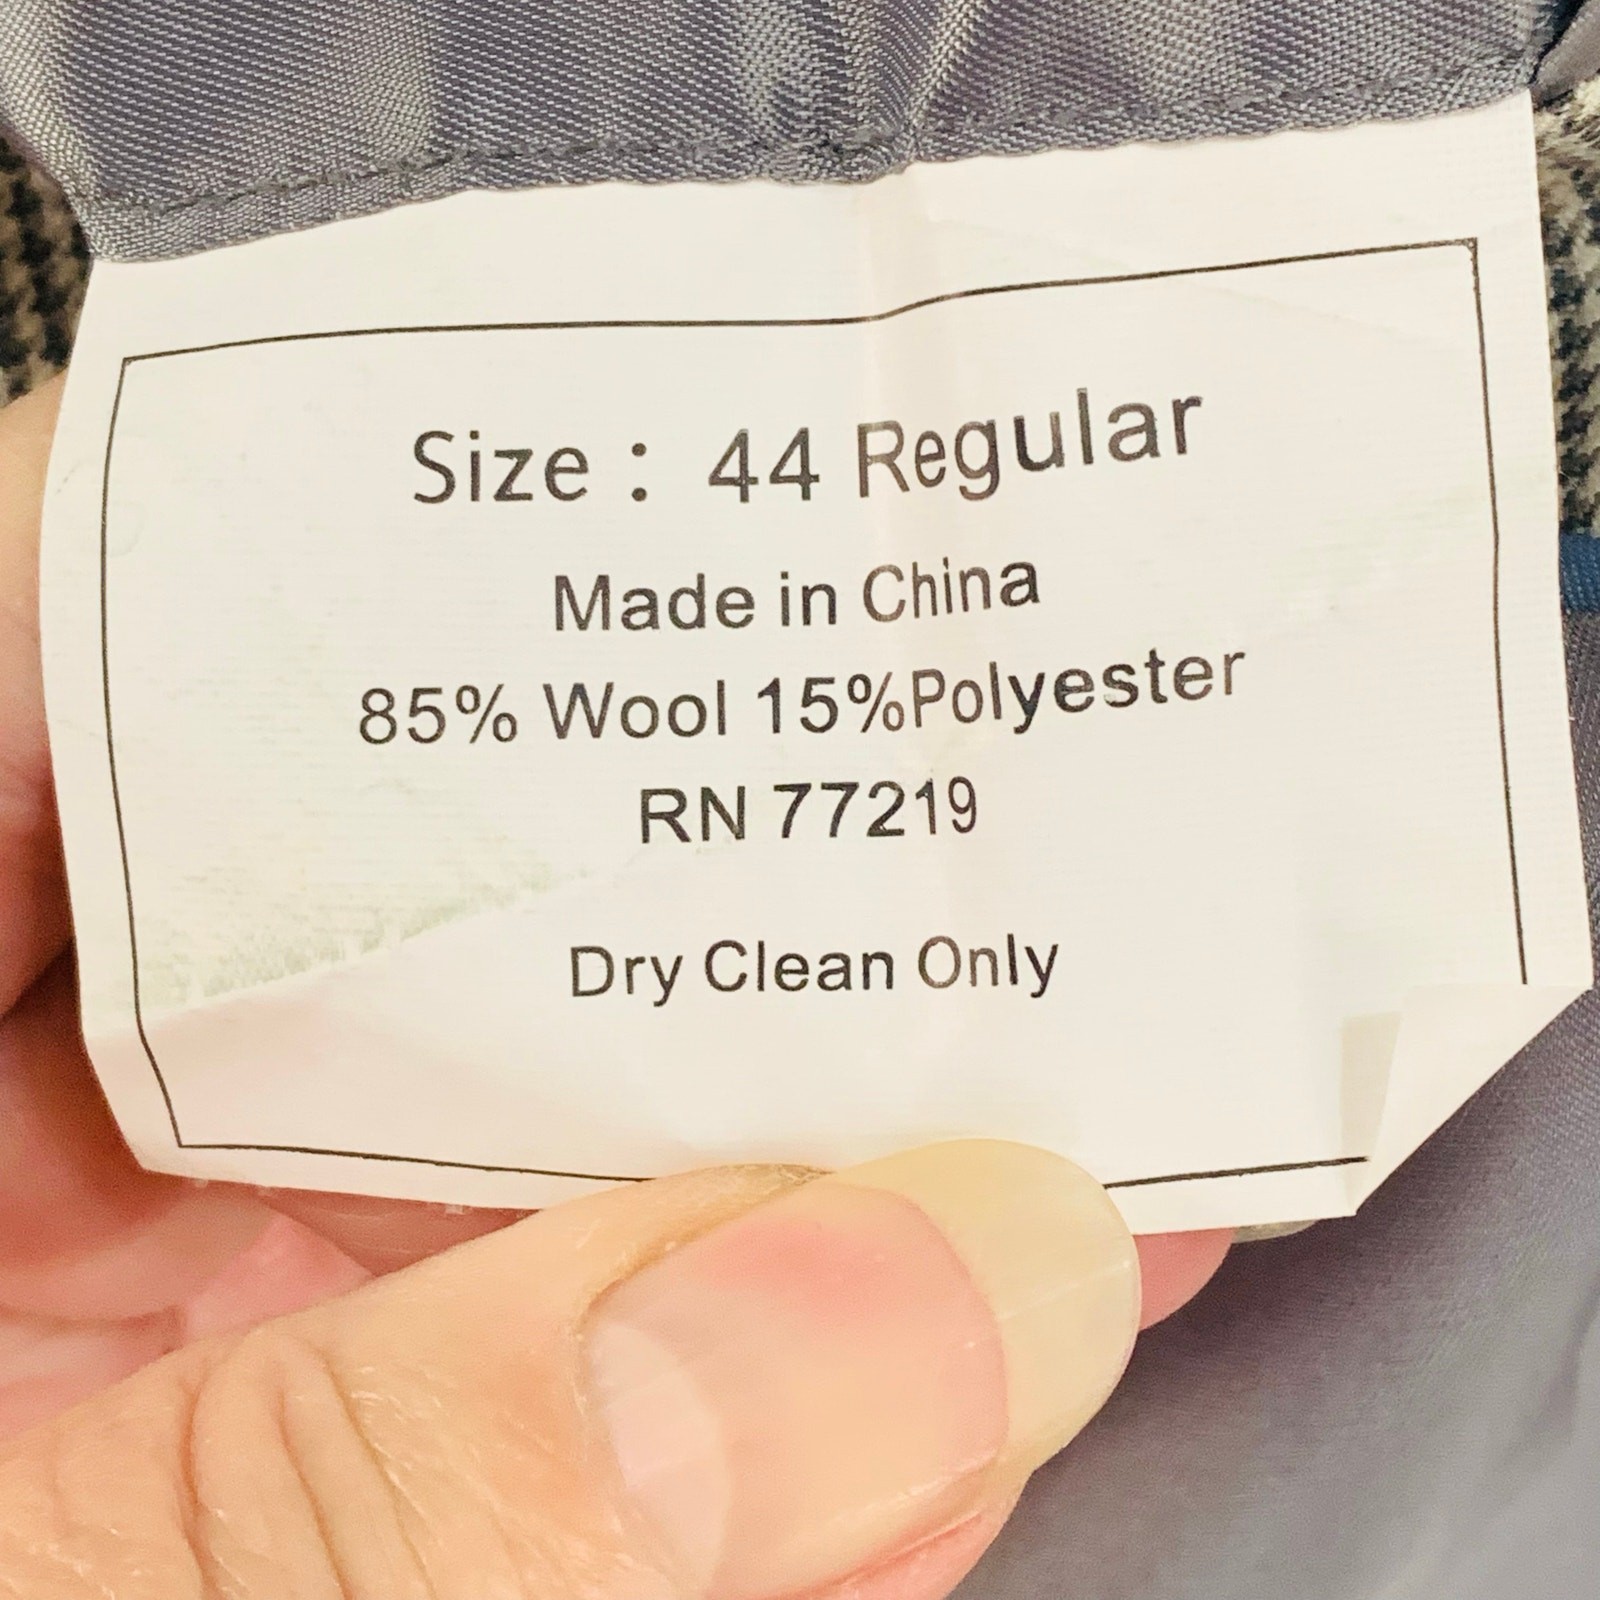 Size : 44 Regular
Made in China
85% Wool 15%Polyester
RN 77219
Dry Clean Only